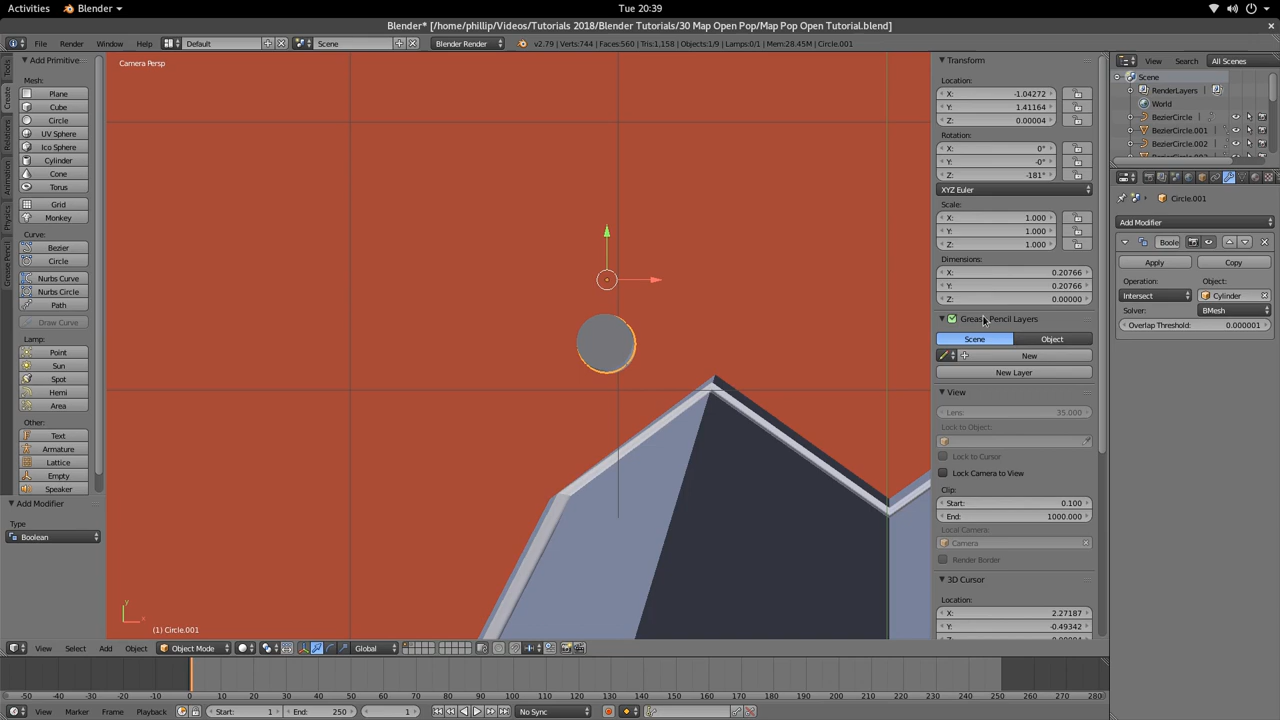 Activities Blender Tue 20:39
Blender* [/home/phillip/Videos/Tutorials 2018/Blender Tutorials/30 Map Open Pop/Map Pop Open Tutorial.blend]
File Render Window Help Default Scene Blender Render v2.79 | Verts:744 | Faces:560 | Tris:1,158 | Objects:1/9 | Lamps:0/1 | Mem:28.45M | Circle.001
Add Primitive
Mesh:
Plane
Cube
Circle
UV Sphere
Ico Sphere
Cylinder
Cone
Torus
Grid
Monkey
Curve:
Bezier
Circle
Nurbs Curve
Nurbs Circle
Path
Draw Curve
Lamp:
Point
Sun
Spot
Hemi
Area
Other:
Text
Armature
Lattice
Empty
Speaker
Tools
Create
Relations
Animation
Physics
Grease Pencil
Add Modifier
Type
Boolean
Camera Persp
y
x
(1) Circle.001
Transform
Location:
X: -1.04272
Y: 1.41164
Z: 0.00004
Rotation:
X: 0°
Y: -0°
Z: -181°
XYZ Euler
Scale:
X: 1.000
Y: 1.000
Z: 1.000
Dimensions:
X: 0.20766
Y: 0.20766
Z: 0.00000
Grease Pencil Layers
Scene Object
New
New Layer
View
Lens: 35.000
Lock to Object:
Lock to Cursor
Lock Camera to View
Clip:
Start: 0.100
End: 1000.000
Local Camera:
Camera
Render Border
3D Cursor
Location:
X: 2.27187
Y: -0.49342
View Search All Scenes
Scene
RenderLayers
World
BezierCircle
BezierCircle.001
BezierCircle.002
Circle.001
Add Modifier
Boole
Apply Copy
Operation: Object:
Intersect Cylinder
Solver: BMesh
Overlap Threshold: 0.000001
View Select Add Object Object Mode Global
-50 -40 -30 -20 -10 0 10 20 30 40 50 60 70 80 90 100 110 120 130 140 150 160 170 180 190 200 210 220 230 240 250 260 270 280
View Marker Frame Playback Start: 1 End: 250 1 No Sync